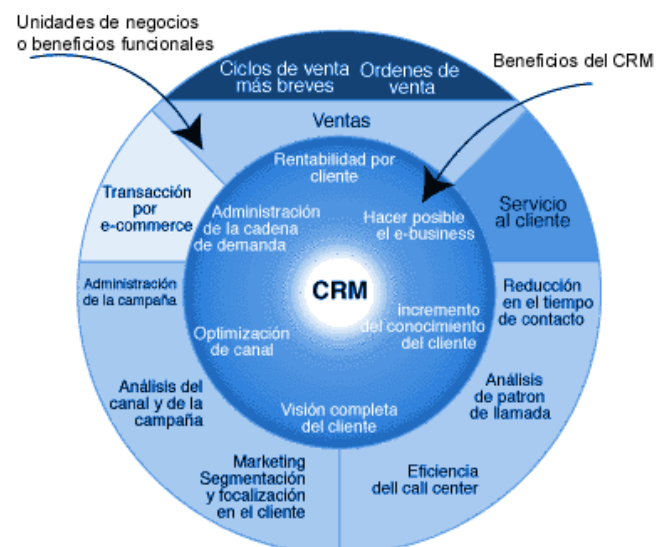 Unidades de negocios
o beneficios funcionales
Beneficios del CRM
Ciclos de venta
más breves
Ordenes de
venta
Ventas
Rentabilidad por
cliente
Transacción
por
e-commerce
Administración
de la cadena
de demanda
Hacer posible
el e-business
Servicio
al cliente
Administración
de la campaña
CRM
Reducción
en el tiempo
de contacto
incremento
del conocimiento
del cliente
Optimización
de canal
Análisis del
canal y de la
campaña
Análisis
de patron
de llamada
Visión completa
del cliente
Marketing
Segmentación
y focalización
en el cliente
Eficiencia
dell call center